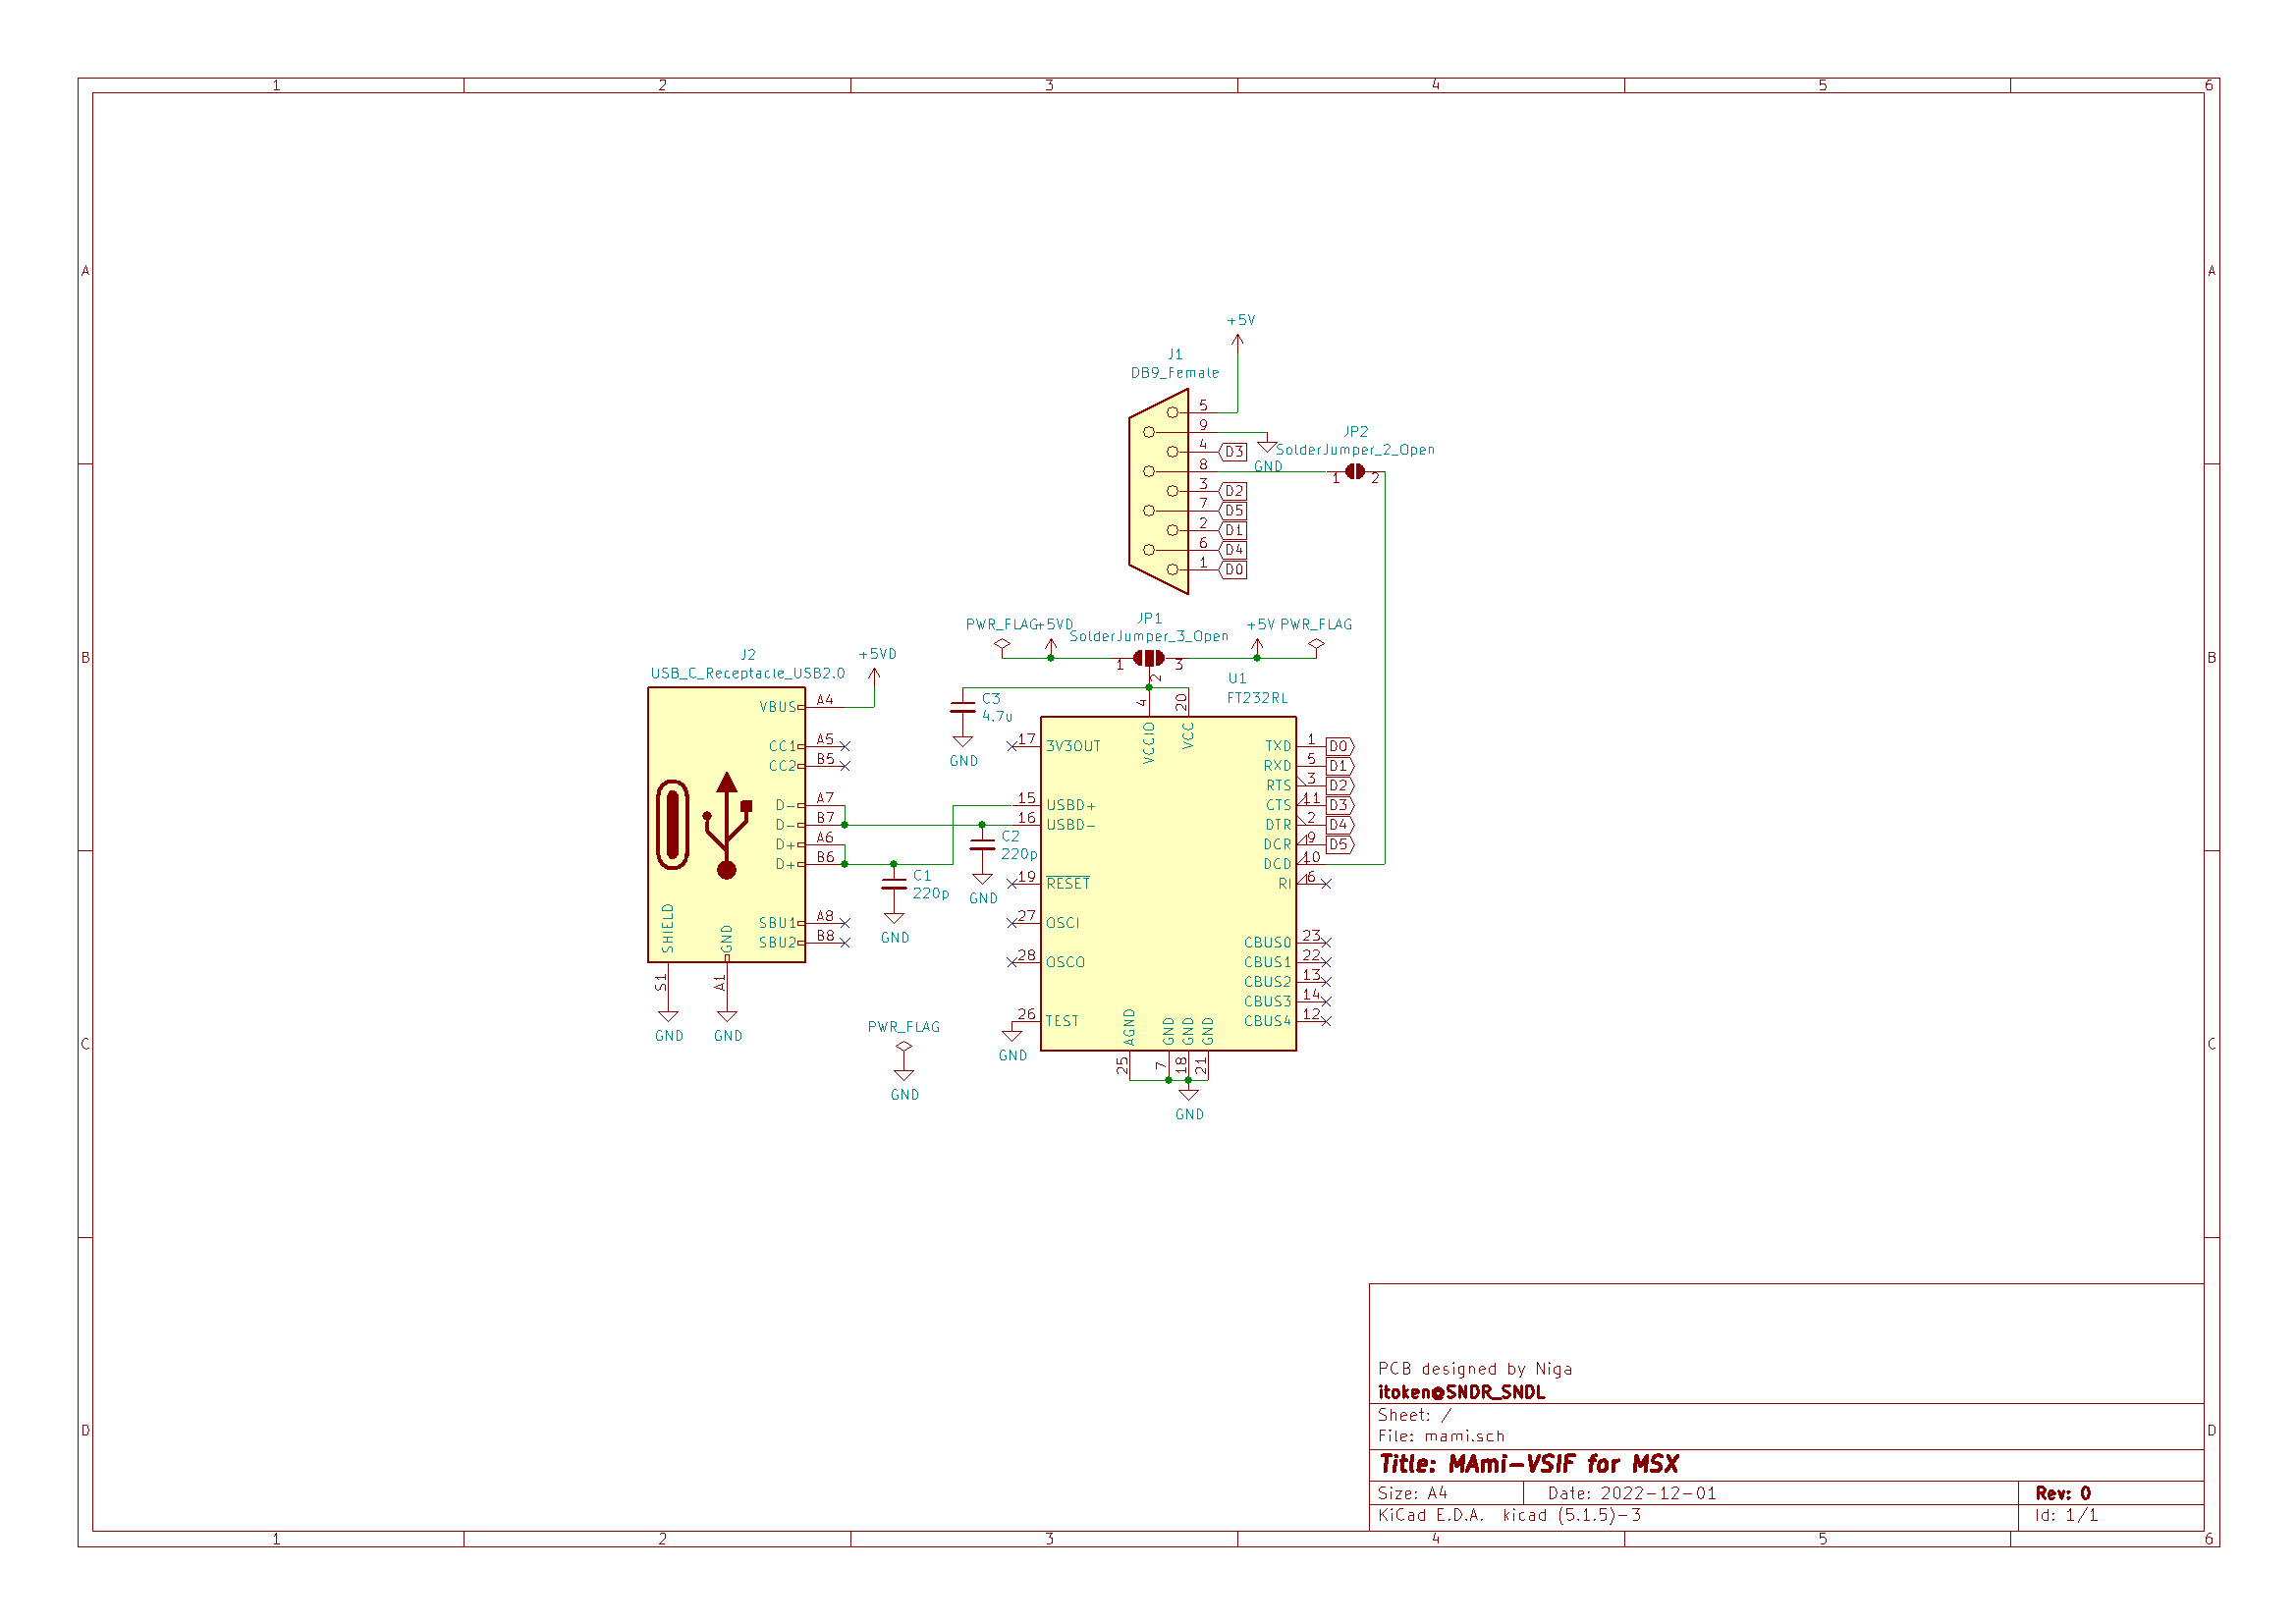 1 2 3 4 5 6
A A
+5V
J1
DB9_Female
5
9
4 D3
8
3 D2
7 D5
2 D1
6 D4
1 D0
GND
JP2
SolderJumper_2_Open
1 2
JP1
SolderJumper_3_Open
PWR_FLAG +5VD
+5V PWR_FLAG
1 2 3
B B
J2
USB_C_Receptacle_USB2.0
+5VD
VBUS A4
CC1 A5
CC2 B5
D- A7
D- B7
D+ A6
D+ B6
SBU1 A8
SBU2 B8
SHIELD GND
S1 A1
GND GND
C1
220p
GND
C2
220p
GND
C3
4.7u
GND
U1
FT232RL
4 20
VCCIO VCC
17 3V3OUT
15 USBD+
16 USBD-
19 RESET
27 OSCI
28 OSCO
26 TEST
GND
TXD 1 D0
RXD 5 D1
RTS 3 D2
CTS 11 D3
DTR 2 D4
DCR 9 D5
DCD 10
RI 6
CBUS0 23
CBUS1 22
CBUS2 13
CBUS3 14
CBUS4 12
AGND GND GND GND
25 7 18 21
GND
PWR_FLAG
GND
C C
PCB designed by Niga
itoken@SNDR_SNDL
Sheet: /
File: mami.sch
D D
Title: MAmi-VSIF for MSX
Size: A4 Date: 2022-12-01 Rev: 0
KiCad E.D.A. kicad (5.1.5)-3 Id: 1/1
1 2 3 4 5 6